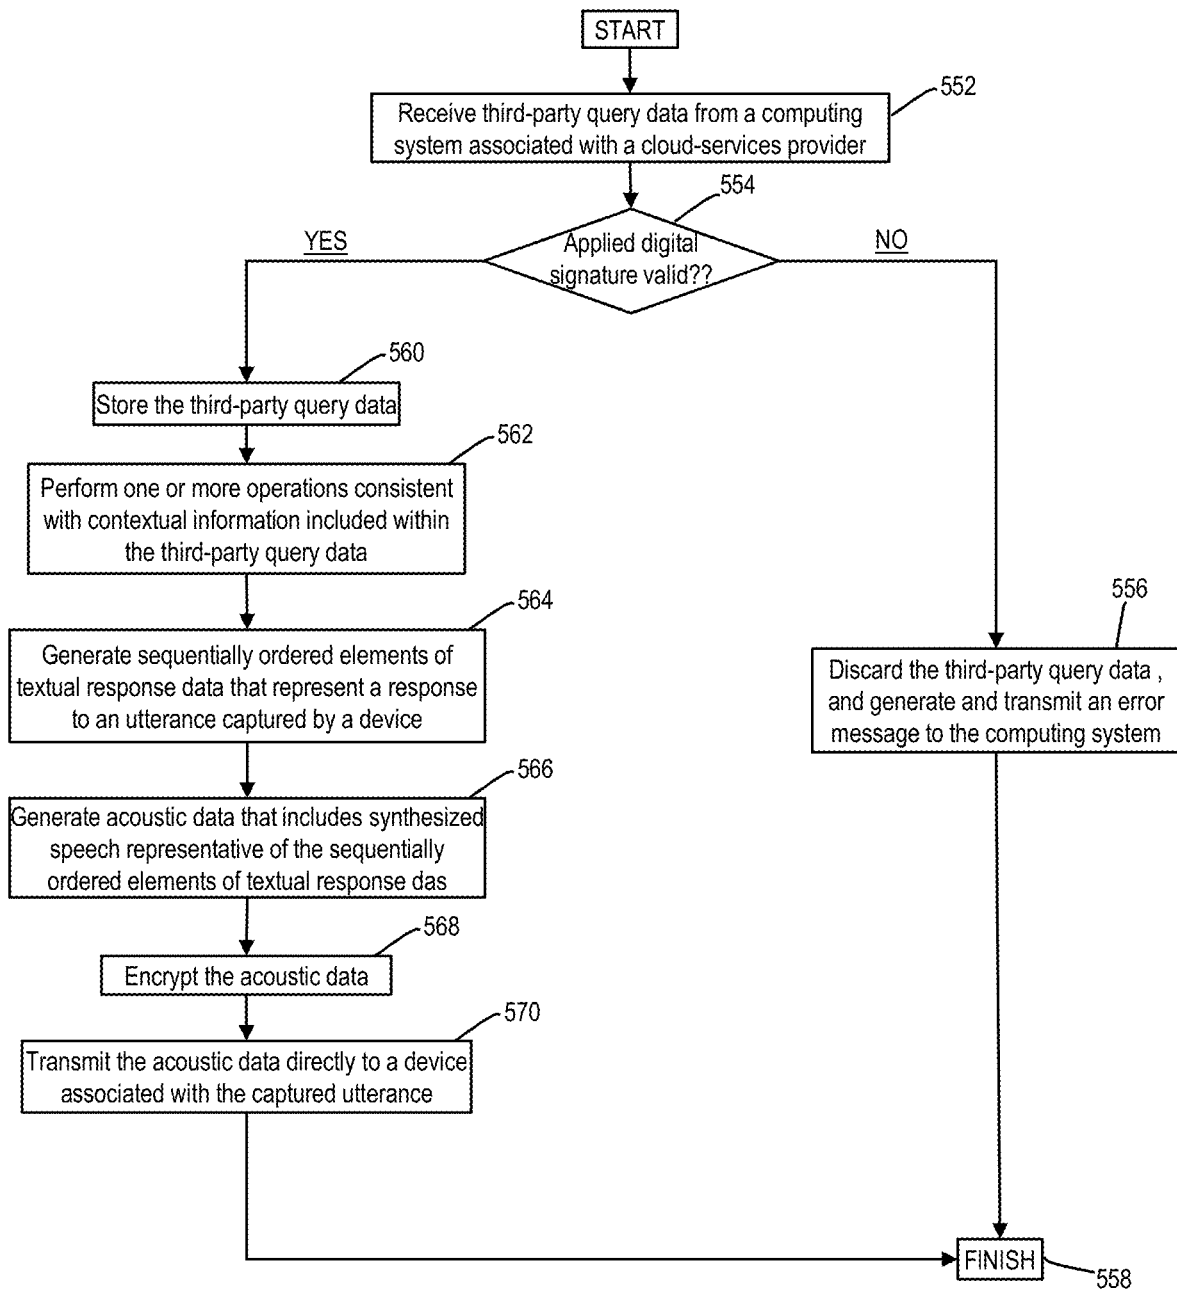 START
552
Receive third-party query data from a computing
system associated with a cloud-services provider
554
Applied digital
signature valid??
YES
NO
560
Store the third-party query data
562
Perform one or more operations consistent
with contextual information included within
the third-party query data
564
Generate sequentially ordered elements of
textual response data that represent a response
to an utterance captured by a device
566
Generate acoustic data that includes synthesized
speech representative of the sequentially
ordered elements of textual response das
568
Encrypt the acoustic data
570
Transmit the acoustic data directly to a device
associated with the captured utterance
556
Discard the third-party query data ,
and generate and transmit an error
message to the computing system
FINISH
558